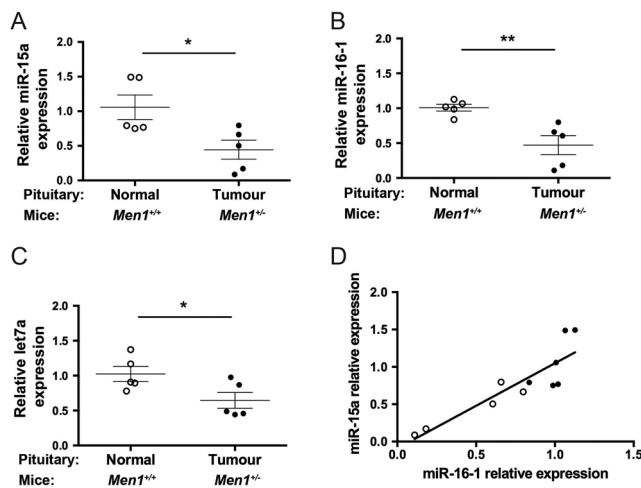 A
Relative miR-15a
expression
2.0
1.5
1.0
0.5
0.0
*
Pituitary: Normal Tumour
Mice: Men1+/+ Men1+/-
B
Relative miR-16-1
expression
2.0
1.5
1.0
0.5
0.0
**
Pituitary: Normal Tumour
Mice: Men1+/+ Men1+/-
C
Relative let7a
expression
2.0
1.5
1.0
0.5
0.0
*
Pituitary: Normal Tumour
Mice: Men1+/+ Men1+/-
D
miR-15a relative expression
2.0
1.5
1.0
0.5
0.0
0.0 0.5 1.0 1.5
miR-16-1 relative expression